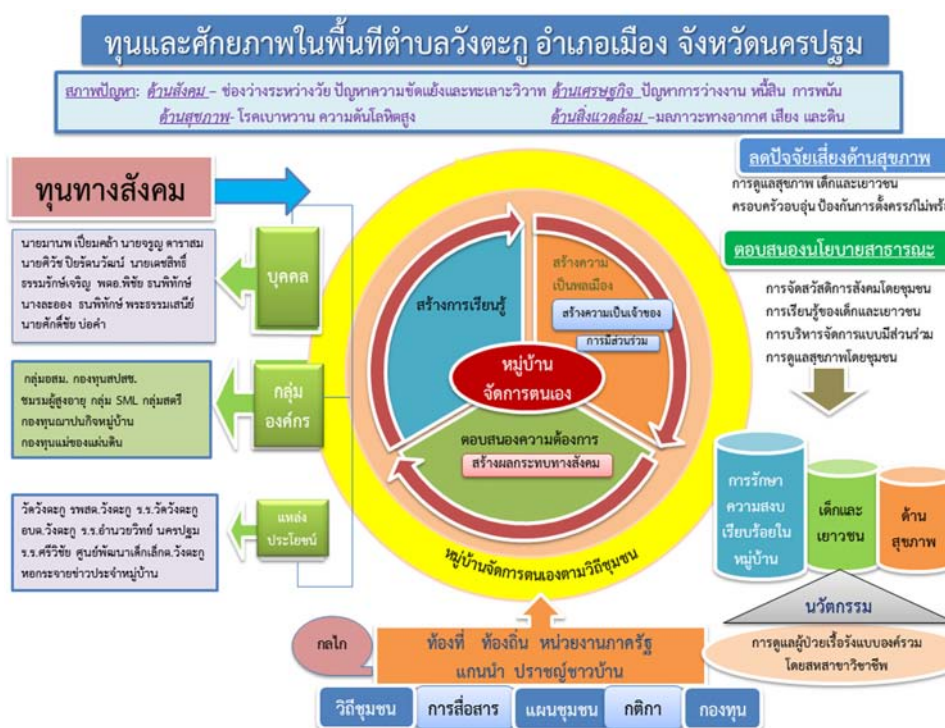 ทุนและศักยภาพในพื้นที่ตำบลวังตะกู อำเภอเมือง จังหวัดนครปฐม
สภาพปัญหา: ด้านสังคม – ช่องว่างระหว่างวัย ปัญหาความขัดแย้งและทะเลาะวิวาท ด้านเศรษฐกิจ ปัญหาการว่างงาน หนี้สิน การพนัน
ด้านสุขภาพ- โรคเบาหวาน ความดันโลหิตสูง ด้านสิ่งแวดล้อม –มลภาวะทางอากาศ เสียง และดิน
ทุนทางสังคม
นายมานพ เปี่ยมคล้า นายจรูญ ดาราสม
นายศิวัช ปิยรัตนวัฒน์ นายเดชสิทธิ์
ธรรมรักษ์เจริญ พตอ.พิชัย ธนพิทักษ์
นางละออง ธนพิทักษ์ พระธรรมเสนีย์
นายศักดิ์ชัย บ่อคำ
บุคคล
กลุ่มอสม. กองทุนสปสช.
ชมรมผู้สูงอายุ กลุ่ม SML กลุ่มสตรี
กองทุนฌาปนกิจหมู่บ้าน
กองทุนแม่ของแผ่นดิน
กลุ่ม
องค์กร
วัดวังตะกู รพสต.วังตะกู ร.ร.วัดวังตะกู
อบต.วังตะกู ร.ร.อำนวยวิทย์ นครปฐม
ร.ร.ศรีวิชัย ศูนย์พัฒนาเด็กเล็กต.วังตะกู
หอกระจายข่าวประจำหมู่บ้าน
แหล่ง
ประโยชน์
สร้างการเรียนรู้
สร้างความ
เป็นพลเมือง
สร้างความเป็นเจ้าของ
การมีส่วนร่วม
หมู่บ้าน
จัดการตนเอง
ตอบสนองความต้องการ
สร้างผลกระทบทางสังคม
หมู่บ้านจัดการตนเองตามวิถีชุมชน
ลดปัจจัยเสี่ยงด้านสุขภาพ
การดูแลสุขภาพ เด็กและเยาวชน
ครอบครัวอบอุ่น ป้องกันการตั้งครรภ์ไม่พร้อ
ตอบสนองนโยบายสาธารณะ
การจัดสวัสดิการสังคมโดยชุมชน
การเรียนรู้ของเด็กและเยาวชน
การบริหารจัดการแบบมีส่วนร่วม
การดูแลสุขภาพโดยชุมชน
การรักษา
ความสงบ
เรียบร้อยใน
หมู่บ้าน
เด็กและ
เยาวชน
ด้าน
สุขภาพ
นวัตกรรม
การดูแลผู้ป่วยเรื้อรังแบบองค์รวม
โดยสหสาขาวิชาชีพ
กลไก
ท้องที่ ท้องถิ่น หน่วยงานภาครัฐ
แกนนำ ปราชญ์ชาวบ้าน
วิถีชุมชน การสื่อสาร แผนชุมชน กติกา กองทุน